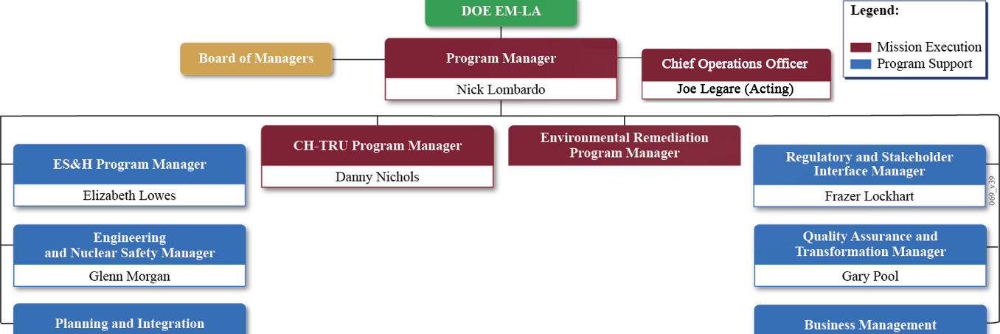 DOE EM-LA
Legend:
Mission Execution
Program Support
Board of Managers
Program Manager
Nick Lombardo
Chief Operations Officer
Joe Legare (Acting)
ES&H Program Manager
Elizabeth Lowes
CH-TRU Program Manager
Danny Nichols
Environmental Remediation
Program Manager
Regulatory and Stakeholder
Interface Manager
Frazer Lockhart
069_v39
Engineering
and Nuclear Safety Manager
Glenn Morgan
Quality Assurance and
Transformation Manager
Gary Pool
Planning and Integration
Business Management